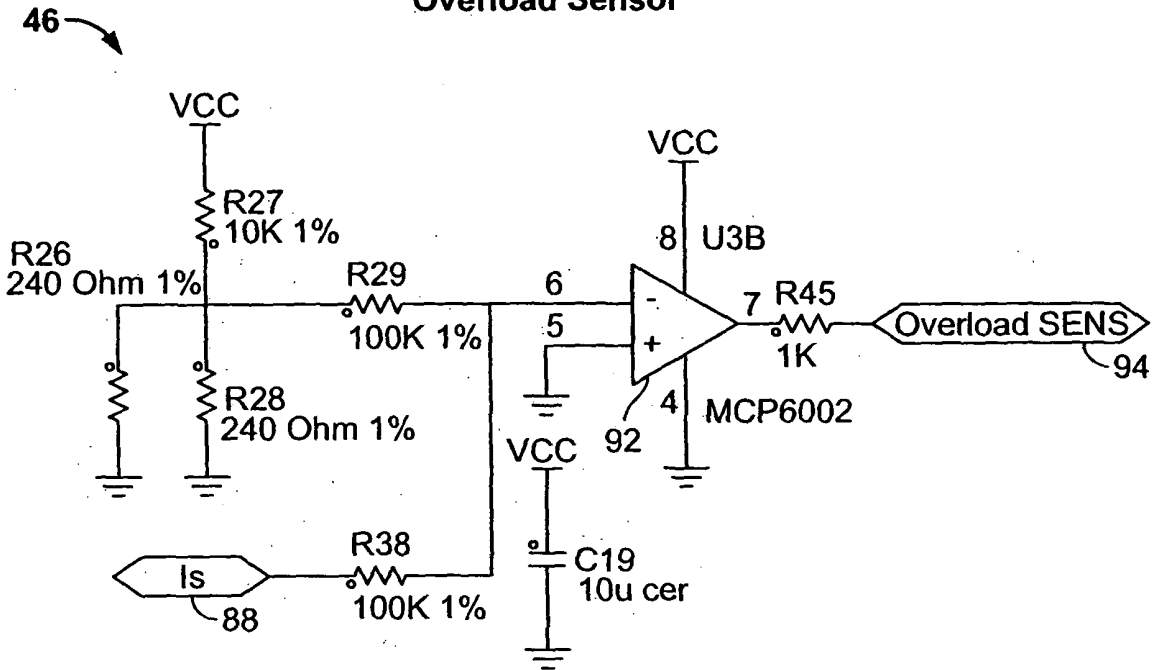 Overload Sensor
46
VCC
R27
10K 1%
R26
240 Ohm 1%
R28
240 Ohm 1%
R29
100K 1%
6
5
VCC
8 U3B
7
R45
1K
Overload SENS
94
4
MCP6002
92
VCC
C19
10u cer
R38
100K 1%
Is
88